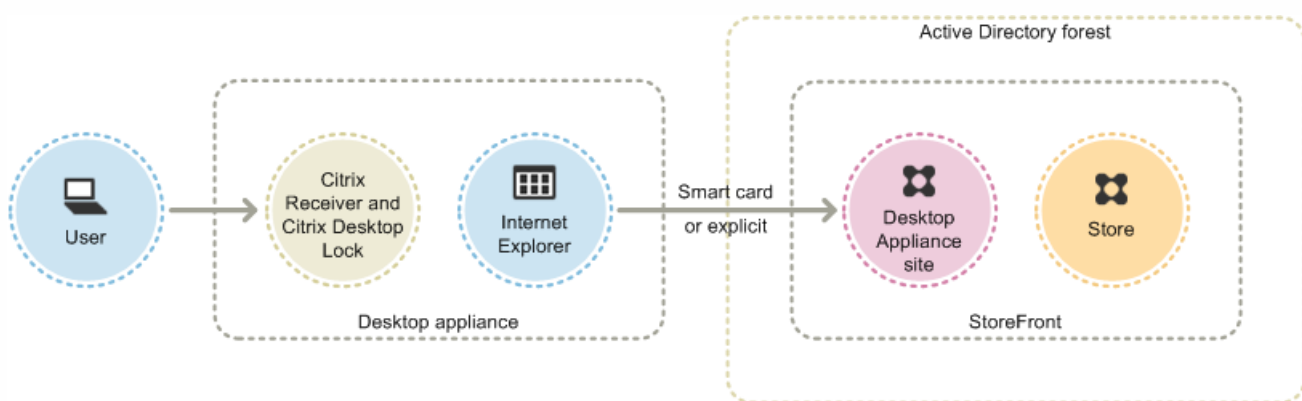 Active Directory forest
User
Citrix
Receiver and
Citrix Desktop
Lock
Internet
Explorer
Desktop appliance
Smart card
or explicit
Desktop
Appliance
site
Store
StoreFront